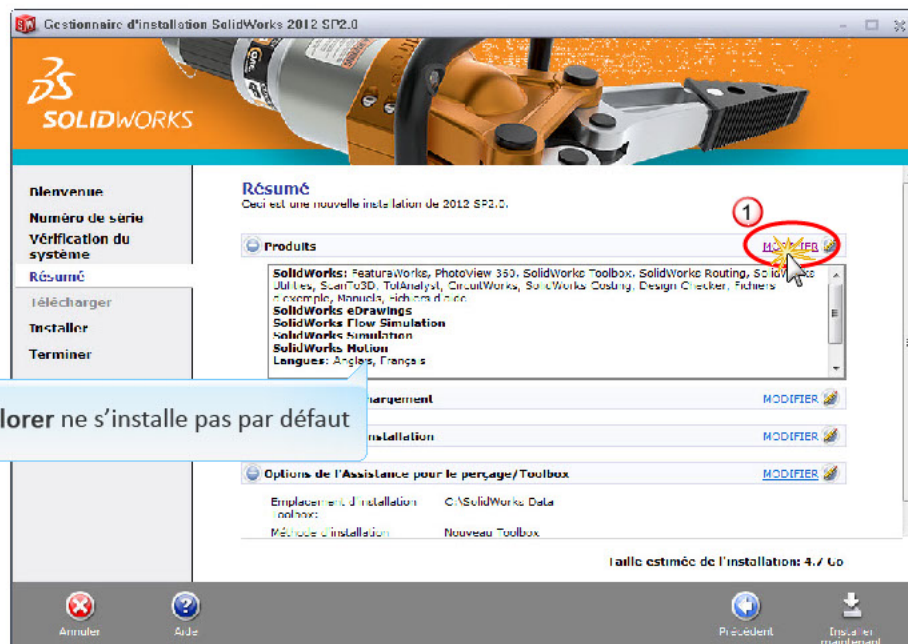 Gestionnaire d'installation SolidWorks 2012 SP2.0
SOLIDWORKS
Bienvenue
Numéro de série
Vérification du
système
Résumé
Télécharger
Installer
Terminer
Résumé
Ceci est une nouvelle installation de 2012 SP2.0.
1
Produits
MODIFIER
SolidWorks: FeatureWorks, PhotoView 360, SolidWorks Toolbox, SolidWorks Routing, SolidWorks
Utilities, ScanTo3D, TolAnalyst, CircuitWorks, SolidWorks Costing, Design Checker, Fichiers
d'exemple, Manuels, Fichiers d'aide
SolidWorks eDrawings
SolidWorks Flow Simulation
SolidWorks Simulation
SolidWorks Motion
Langues: Anglais, Français
lorer ne s'installe pas par défaut
hargement
MODIFIER
nstallation
MODIFIER
Options de l'Assistance pour le perçage/Toolbox
MODIFIER
Emplacement d'installation C:\SolidWorks Data
Toolbox:
Méthode d'installation Nouveau Toolbox
Taille estimée de l'installation: 4.7 Go
Annuler
Aide
Précédent
Installer
maintenant